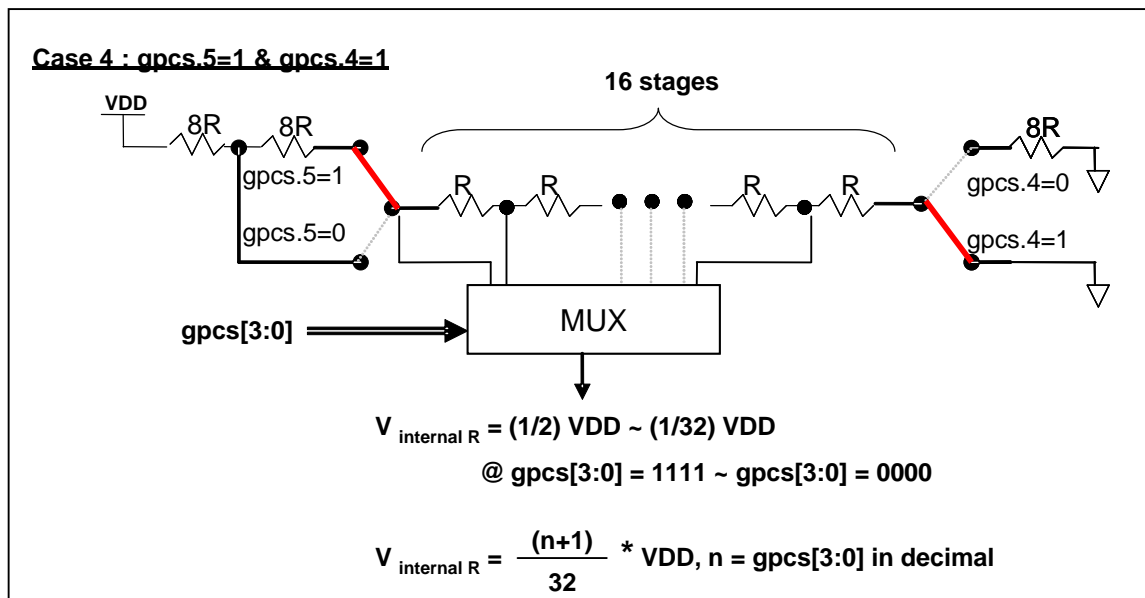 Case 4 : gpcs.5=1 & gpcs.4=1
16 stages
VDD
8R
8R
8R
gpcs.5=1
R
R
R
R
gpcs.4=0
gpcs.5=0
gpcs.4=1
MUX
gpcs[3:0]
V internal R = (1/2) VDD ~ (1/32) VDD
@ gpcs[3:0] = 1111 ~ gpcs[3:0] = 0000
V internal R = (n+1) / 32 * VDD, n = gpcs[3:0] in decimal